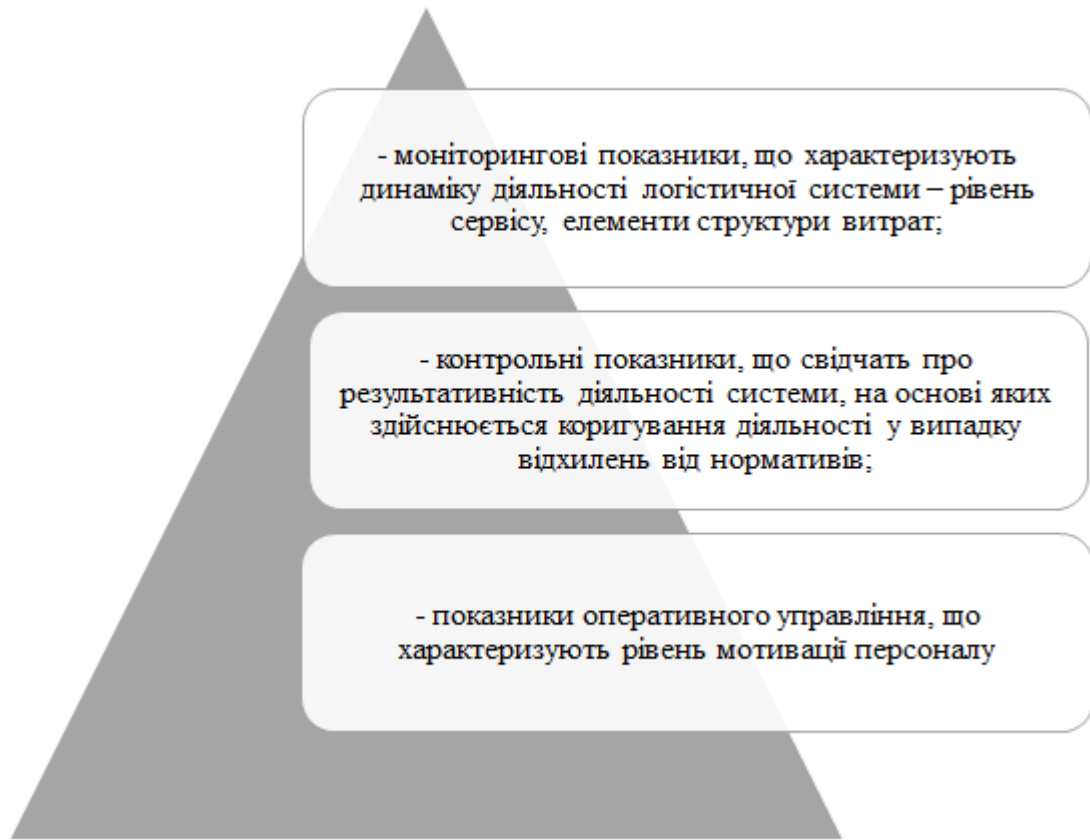 - моніторингові показники, що характеризують
динаміку діяльності логістичної системи – рівень
сервісу, елементи структури витрат;
- контрольні показники, що свідчать про
результативність діяльності системи, на основі яких
здійснюється коригування діяльності у випадку
відхилень від нормативів;
- показники оперативного управління, що
характеризують рівень мотивації персоналу